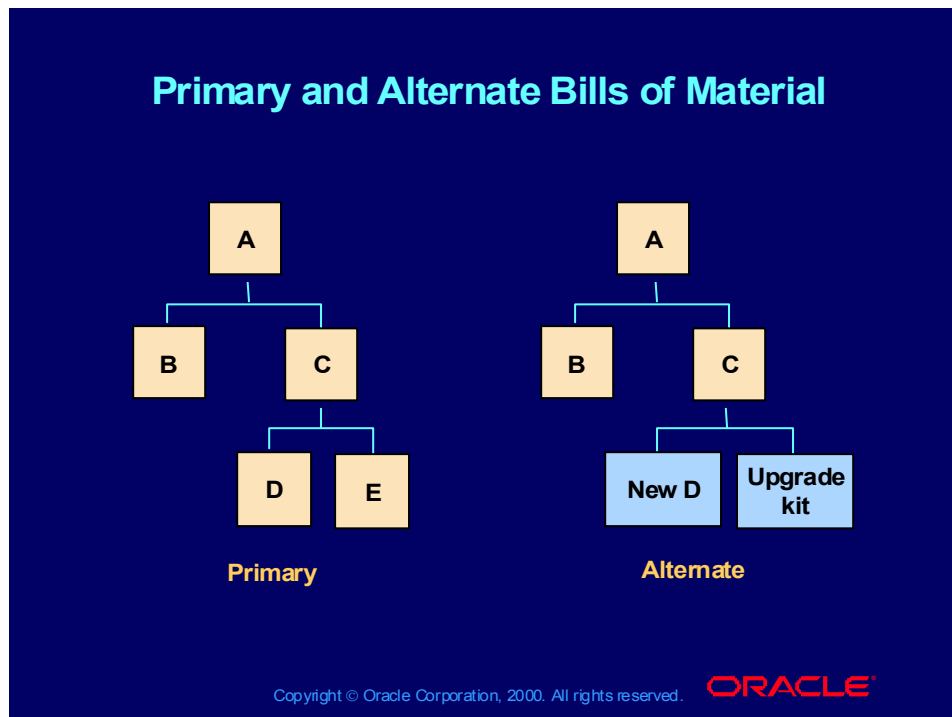 Primary and Alternate Bills of Material
A
A
B
C
B
C
D
E
New D
Upgrade
kit
Primary
Alternate
Copyright © Oracle Corporation, 2000. All rights reserved.
ORACLE®